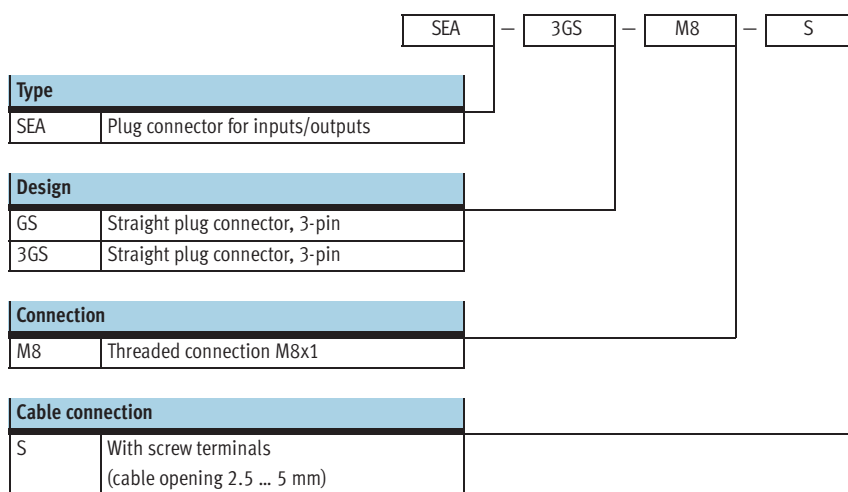 SEA – 3GS – M8 – S
Type
SEA Plug connector for inputs/outputs
Design
GS Straight plug connector, 3-pin
3GS Straight plug connector, 3-pin
Connection
M8 Threaded connection M8x1
Cable connection
S With screw terminals
(cable opening 2.5 … 5 mm)